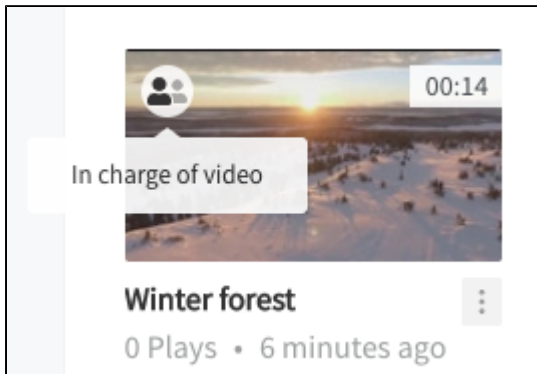 00:14
In charge of video
Winter forest
0 Plays • 6 minutes ago